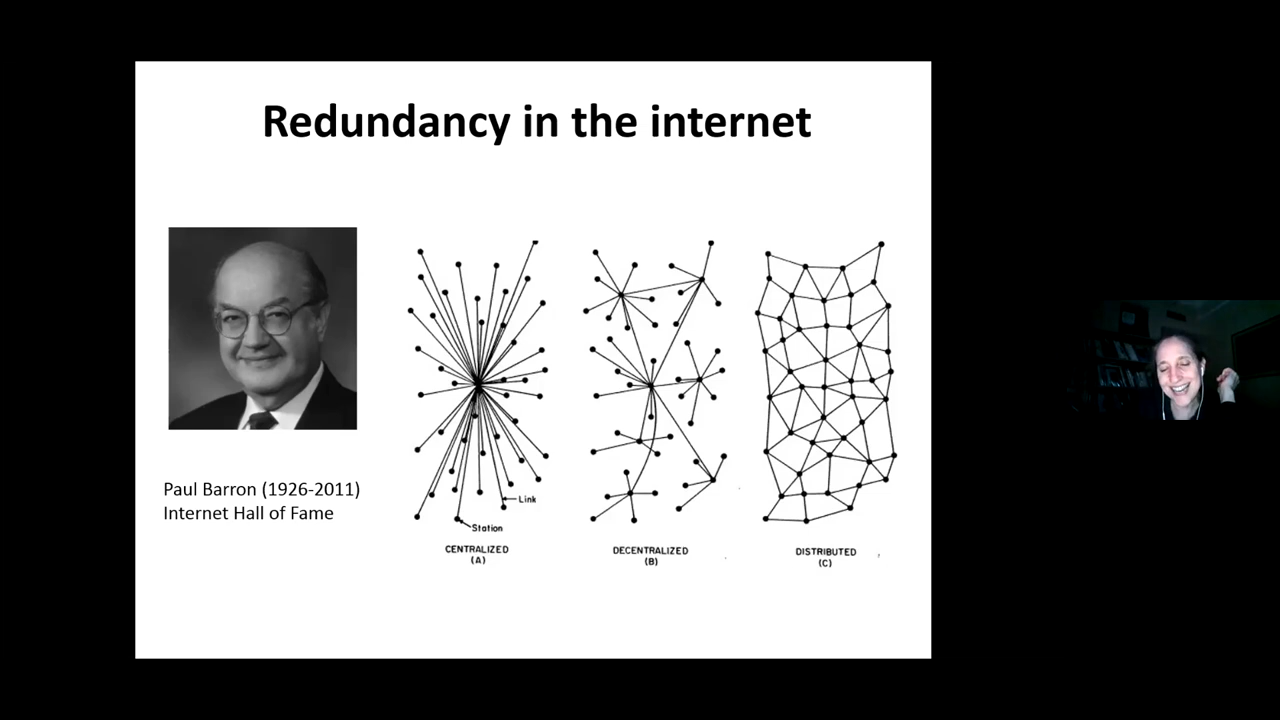 Redundancy in the internet
Paul Barron (1926-2011)
Internet Hall of Fame
Link
Station
CENTRALIZED
(A)
DECENTRALIZED
(B)
DISTRIBUTED
(C)